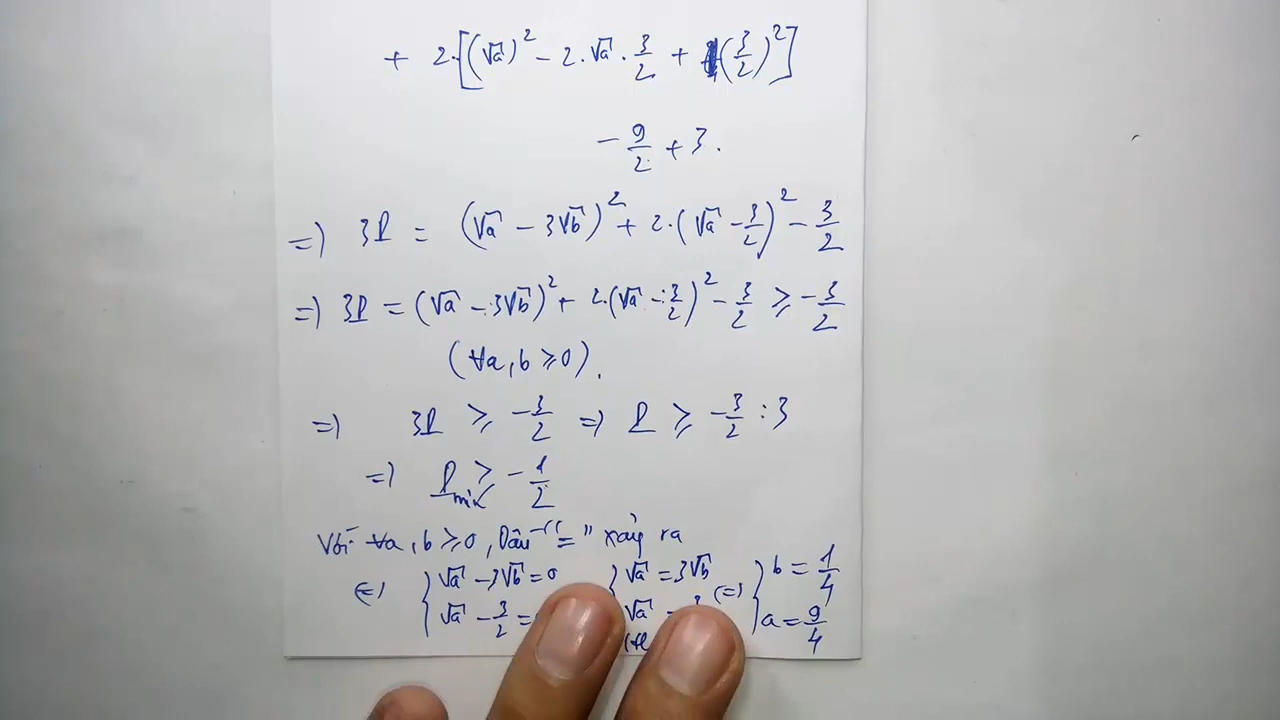 + 2.[(√a)² - 2.√a.3/2 + (3/2)²]
- 9/2 + 3.
=) 3P = (√a - 3√b)² + 2.(√a - 3/2)² - 3/2
=) 3P = (√a - 3√b)² + 2.(√a - 3/2)² - 3/2 ⩾ - 3/2
(∀a, b ⩾ 0).
=) 3P ⩾ - 3/2 =) P ⩾ - 3/2 : 3
=) P ⩾ - 1/2
Với ∀a, b ⩾ 0, Dấu "=" xảy ra
(=) { √a - 3√b = 0 { √a = 3√b (=) { b = 1/4
√a - 3/2 = √a = a = 9/4